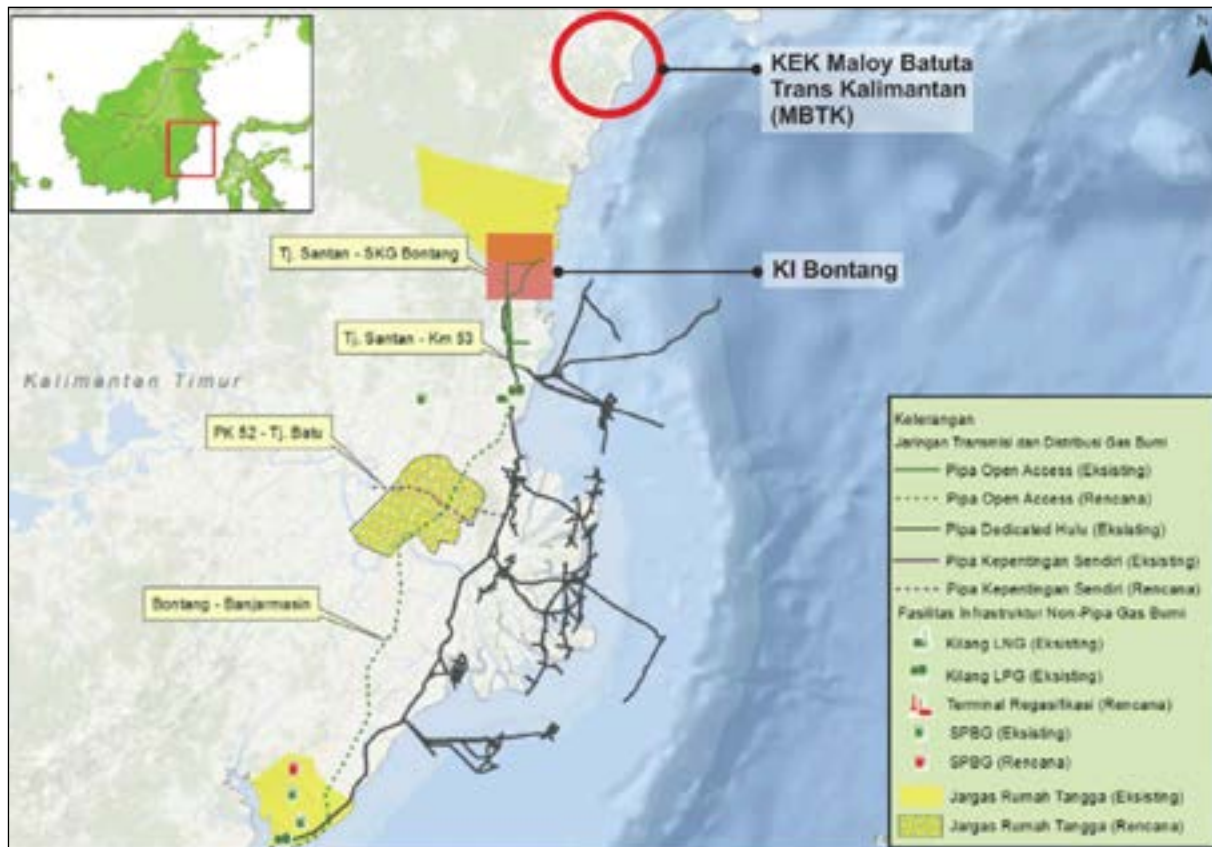 N
KEK Maloy Batuta
Trans Kalimantan
(MBTK)
Tj. Santan - SKG Bontang
KI Bontang
Tj. Santan - Km 53
Kalimantan Timur
PK 52 - Tj. Batu
Bontang - Banjarmasin
Keterangan
Jaringan Transmisi dan Distribusi Gas Bumi
Pipa Open Access (Eksisting)
Pipa Open Access (Rencana)
Pipa Dedicated Hulu (Eksisting)
Pipa Kepentingan Sendiri (Eksisting)
Pipa Kepentingan Sendiri (Rencana)
Fasilitas Infrastruktur Non-Pipa Gas Bumi
Kilang LNG (Eksisting)
Kilang LPG (Eksisting)
Terminal Regasifikasi (Rencana)
SPBG (Eksisting)
SPBG (Rencana)
Jargas Rumah Tangga (Eksisting)
Jargas Rumah Tangga (Rencana)